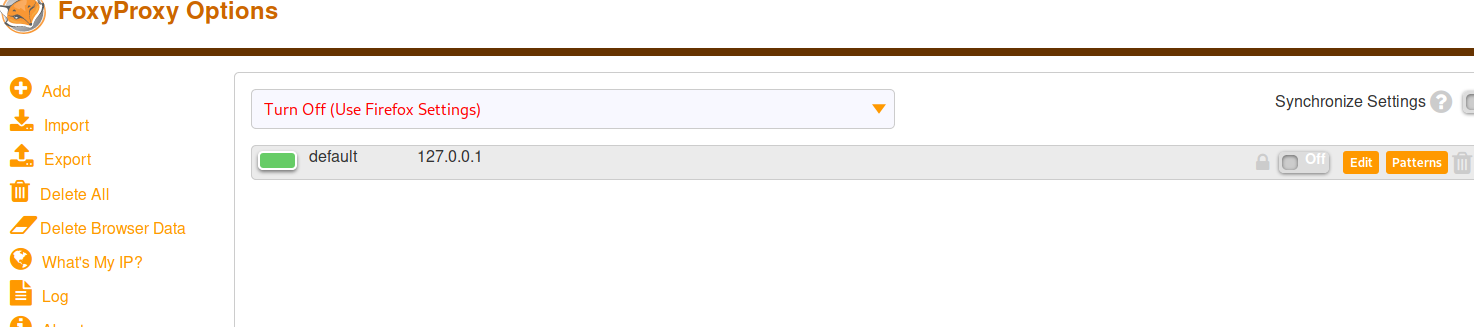 FoxyProxy Options
Add
Import
Export
Delete All
Delete Browser Data
What's My IP?
Log
Turn Off (Use Firefox Settings)
Synchronize Settings ?
default 127.0.0.1 Off Edit Patterns